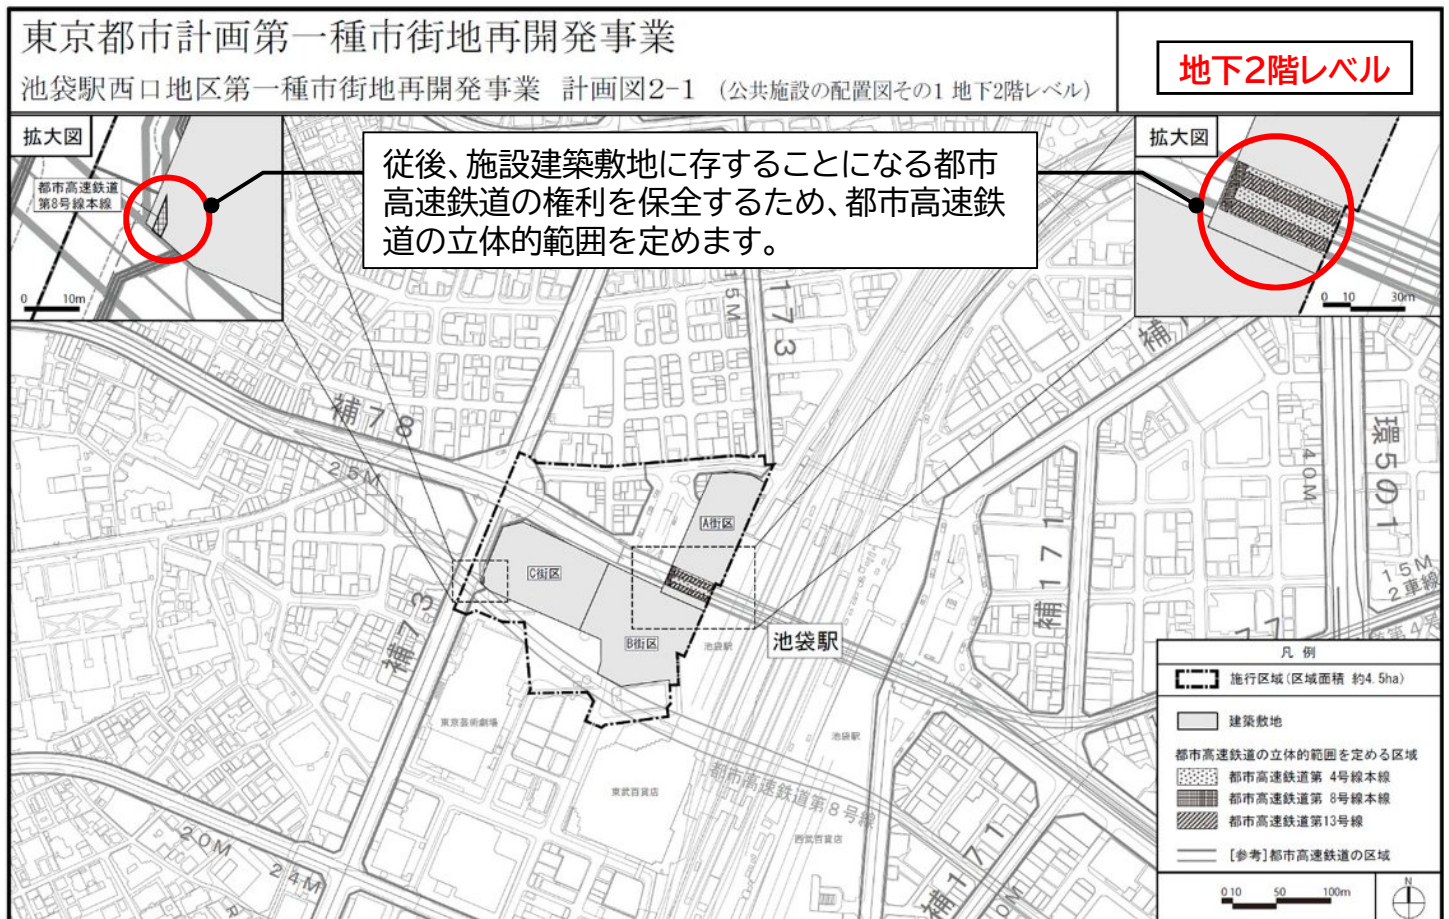 東京都市計画第一種市街地再開発事業
池袋駅西口地区第一種市街地再開発事業 計画図2-1 (公共施設の配置図その1 地下2階レベル)
地下2階レベル
拡大図
都市高速鉄道
第8号線本線
0 10m
従後、施設建築敷地に存することになる都市
高速鉄道の権利を保全するため、都市高速鉄
道の立体的範囲を定めます。
拡大図
0 10 30m
15M
173
補78
25M
補173
A街区
C街区
B街区
池袋駅
池袋駅
池袋駅
東京芸術劇場
東武百貨店
西武百貨店
都市高速鉄道第8号線
補171
補171
環5の1
40M
15M
2車線
77
20M
24M
凡 例
施行区域(区域面積 約4.5ha)
建築敷地
都市高速鉄道の立体的範囲を定める区域
都市高速鉄道第 4号線本線
都市高速鉄道第 8号線本線
都市高速鉄道第13号線
[参考]都市高速鉄道の区域
0 10 50 100m
N